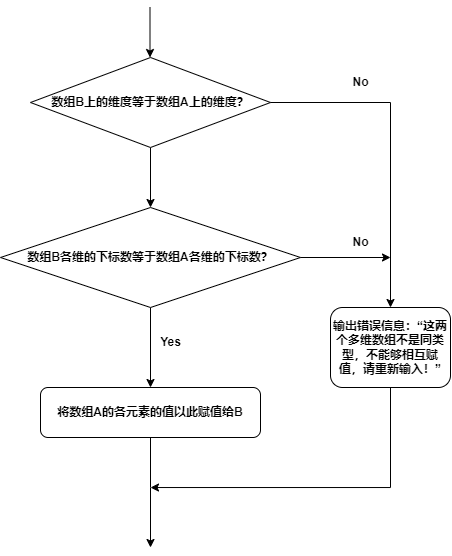 No
数组B上的维度等于数组A上的维度?
No
数组B各维的下标数等于数组A各维的下标数?
输出错误信息：“这两
个多维数组不是同类
型，不能够相互赋
值，请重新输入！”
Yes
将数组A的各元素的值以此赋值给B